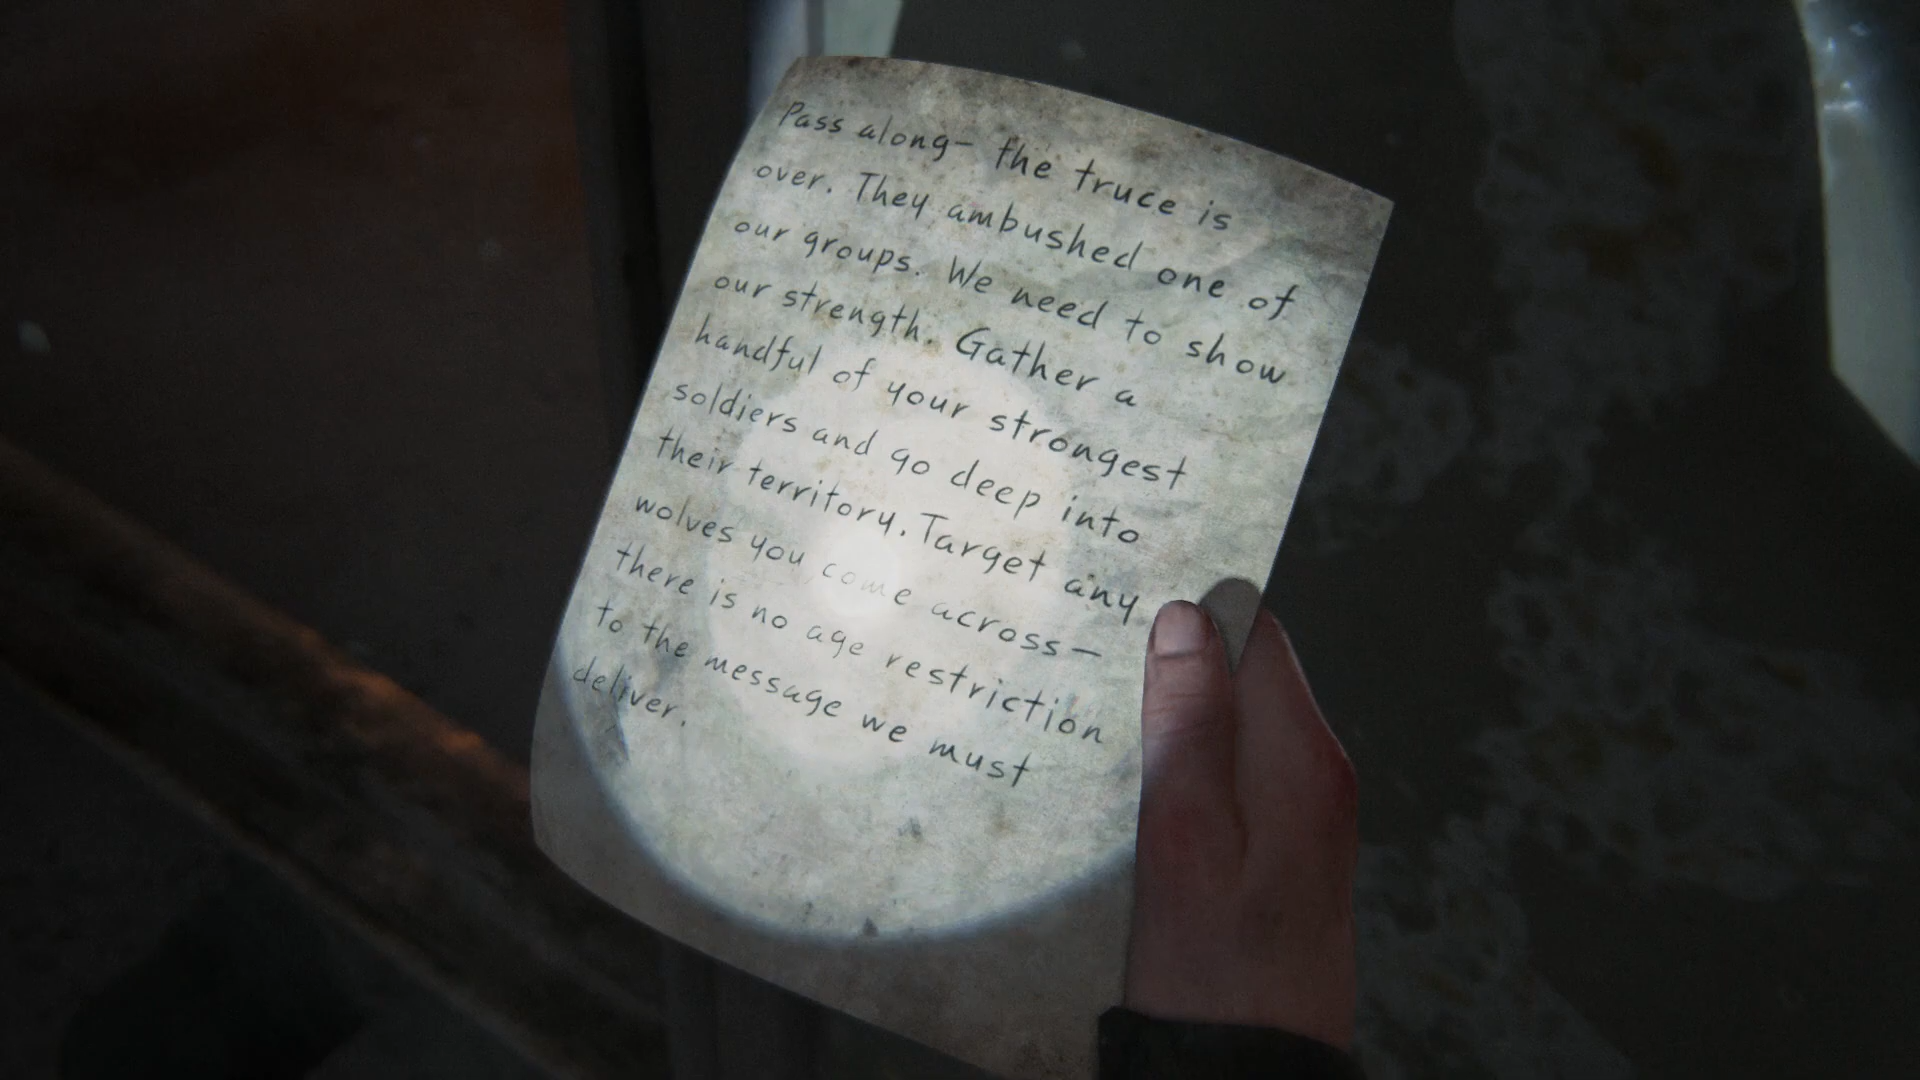 Pass along- the truce is
over. They ambushed one of
our groups. We need to show
our strength. Gather a
handful of your strongest
soldiers and go deep into
their territory. Target any
wolves you come across-
there is no age restriction
to the message we must
deliver.